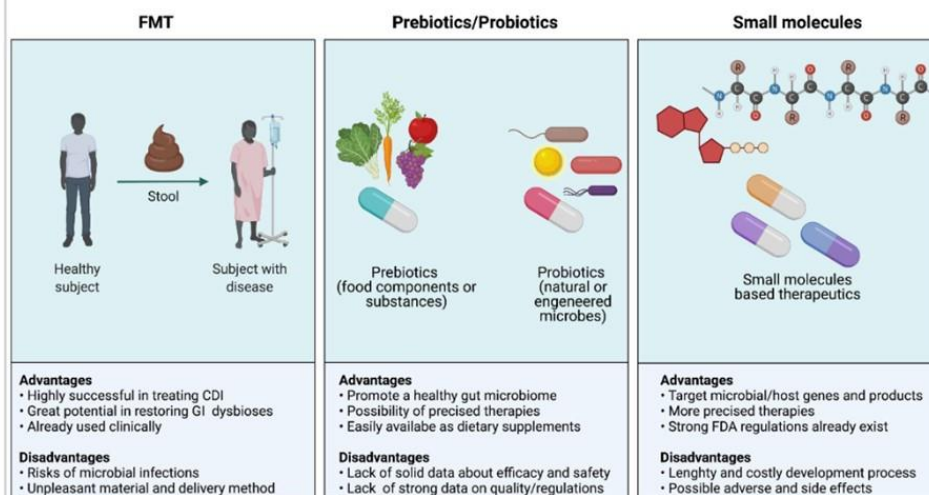 FMT
Stool
Healthy
subject
Subject with
disease
Advantages
• Highly successful in treating CDI
• Great potential in restoring GI dysbioses
• Already used clinically
Disadvantages
• Risks of microbial infections
• Unpleasant material and delivery method
Prebiotics/Probiotics
Prebiotics
(food components or
substances)
Probiotics
(natural or
engeneered
microbes)
Advantages
• Promote a healthy gut microbiome
• Possibility of precised therapies
• Easily availabe as dietary supplements
Disadvantages
• Lack of solid data about efficacy and safety
• Lack of strong data on quality/regulations
Small molecules
R
R
R
R
O
O
O
O
N
N
N
N
C
C
C
C
C
C
C
C
H
H
H
H
H
H
H
Small molecules
based therapeutics
Advantages
• Target microbial/host genes and products
• More precised therapies
• Strong FDA regulations already exist
Disadvantages
• Lenghty and costly development process
• Possible adverse and side effects